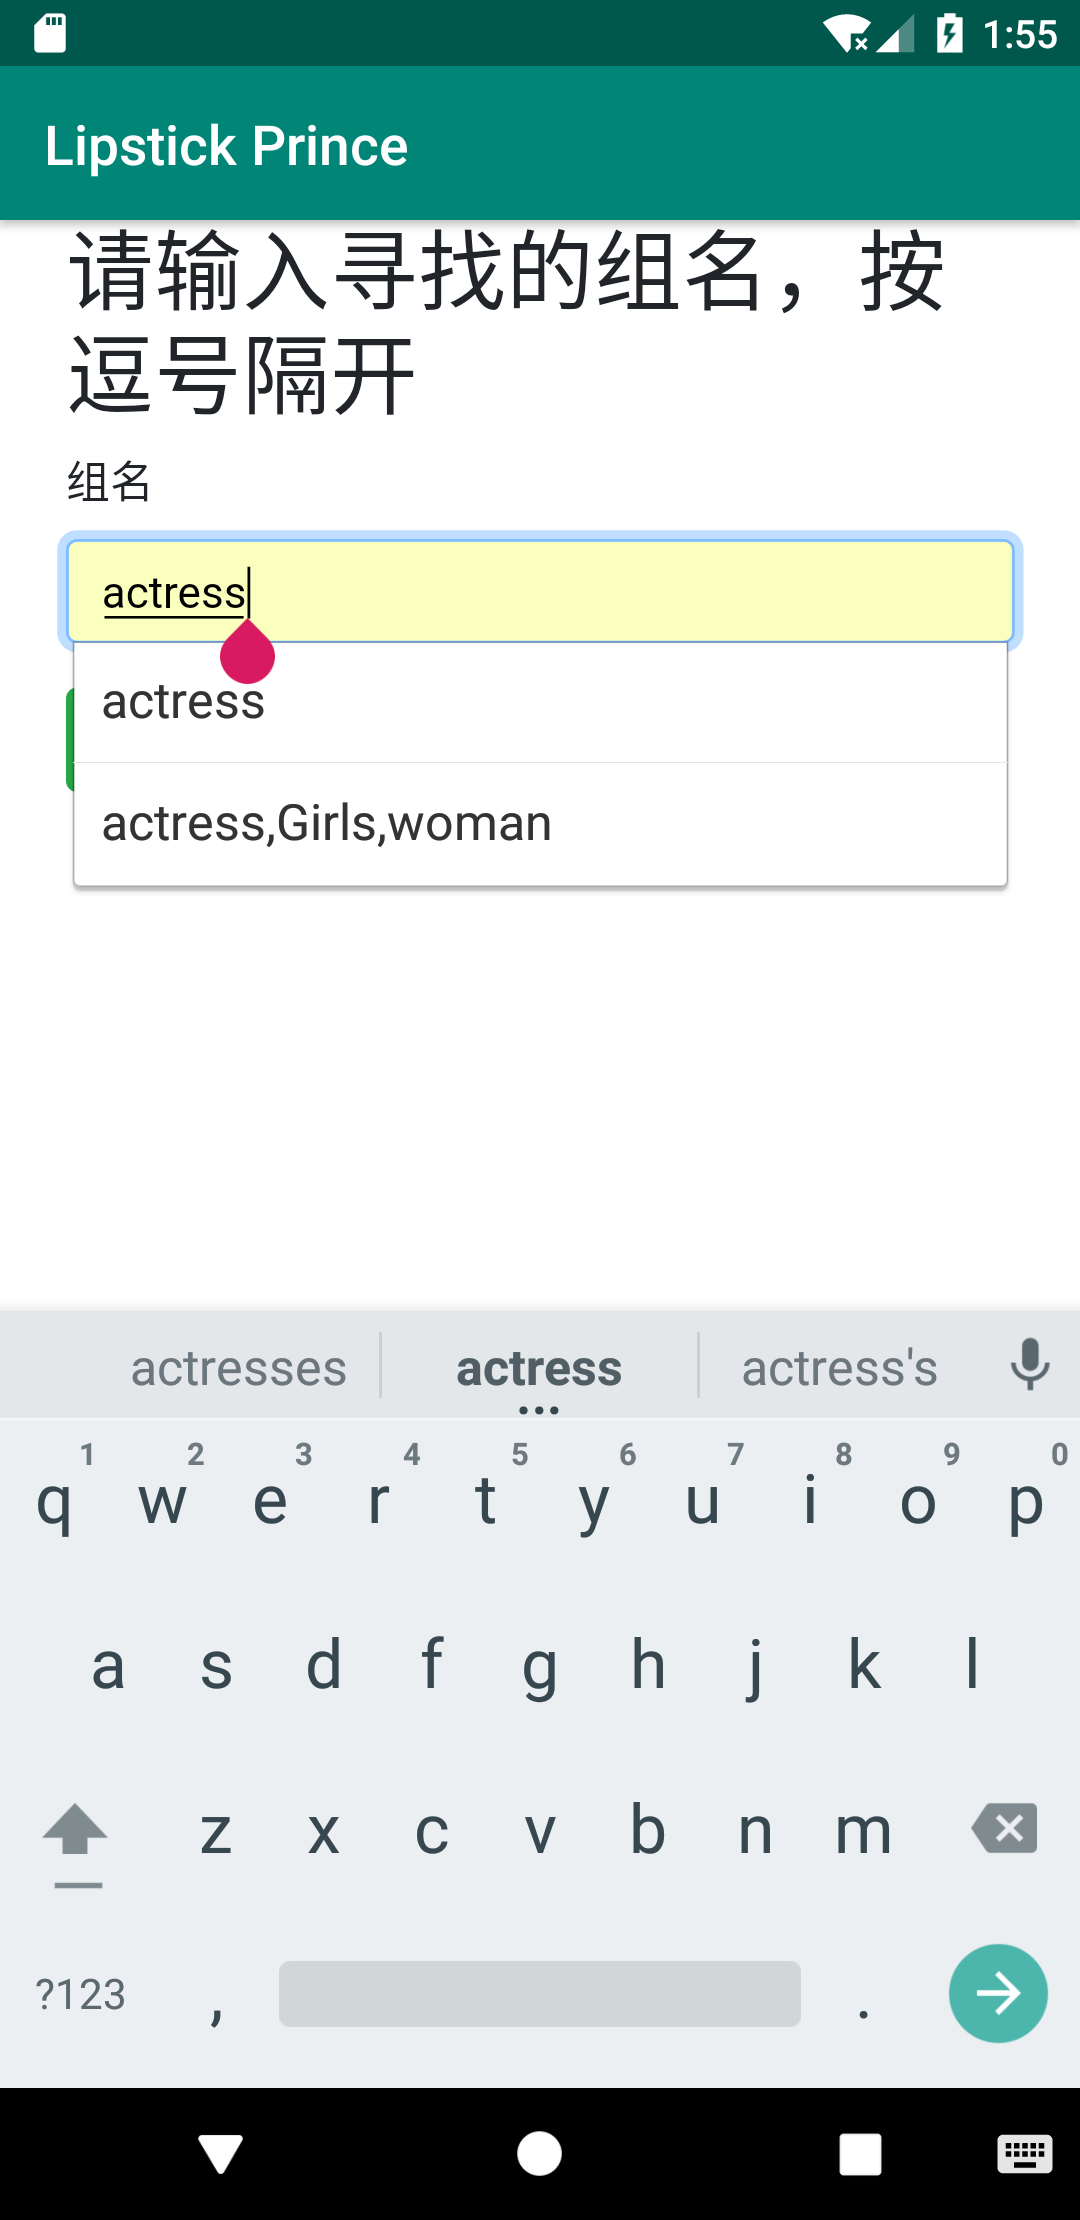 1:55
Lipstick Prince
请输入寻找的组名，按
逗号隔开
组名
actress
actress
actress,Girls,woman
actresses actress actress's
1 2 3 4 5 6 7 8 9 0
q w e r t y u i o p
a s d f g h j k l
z x c v b n m
?123 , .